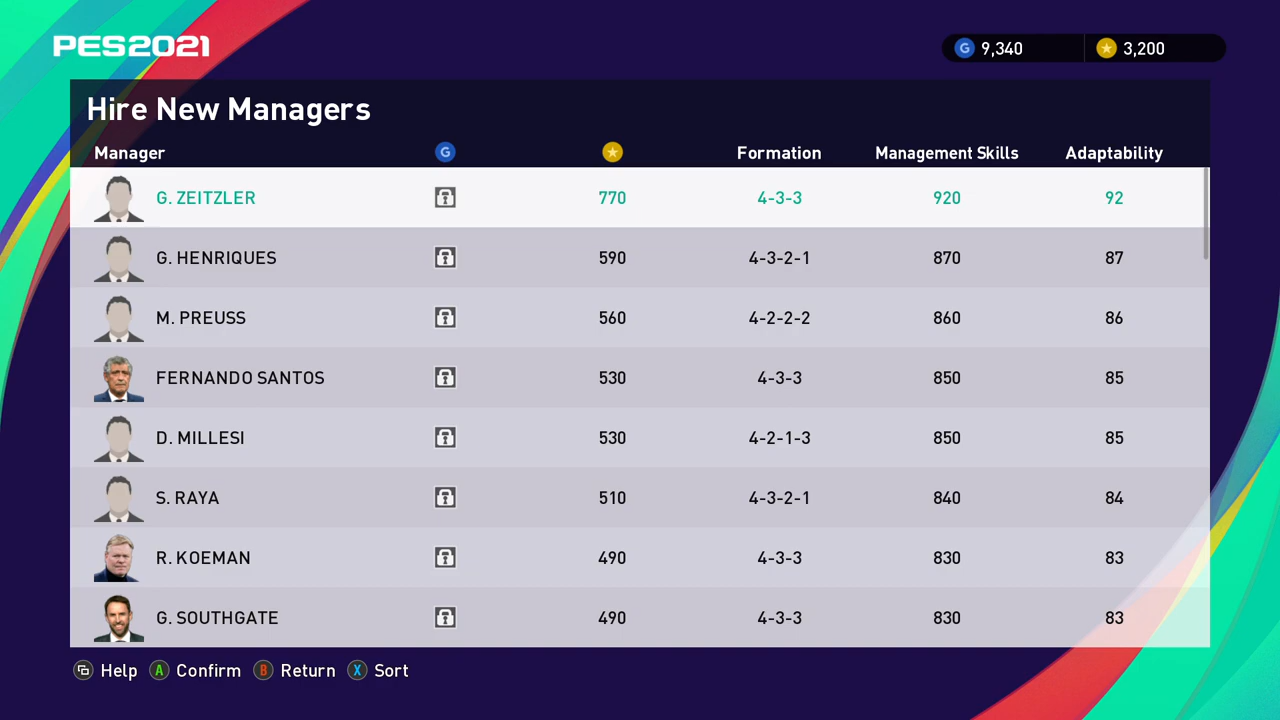 PES2021
G 9,340 3,200
Hire New Managers
Manager G Formation Management Skills Adaptability
G. ZEITZLER 770 4-3-3 920 92
G. HENRIQUES 590 4-3-2-1 870 87
M. PREUSS 560 4-2-2-2 860 86
FERNANDO SANTOS 530 4-3-3 850 85
D. MILLESI 530 4-2-1-3 850 85
S. RAYA 510 4-3-2-1 840 84
R. KOEMAN 490 4-3-3 830 83
G. SOUTHGATE 490 4-3-3 830 83
Help A Confirm B Return X Sort